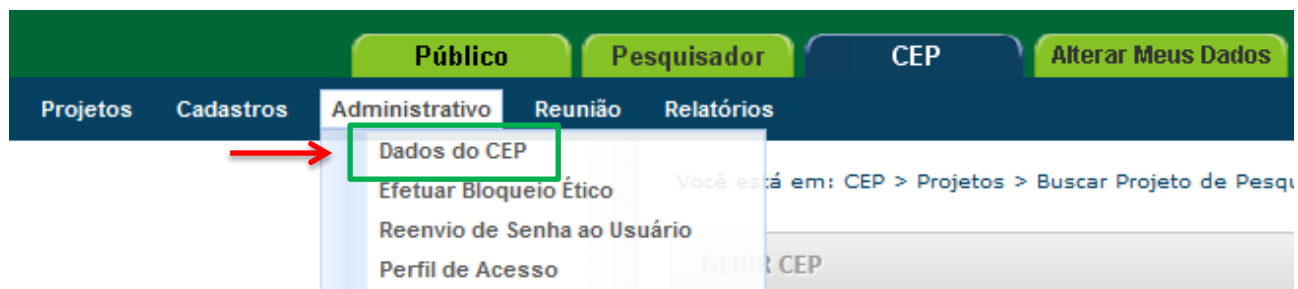 Público Pesquisador CEP Alterar Meus Dados
Projetos Cadastros Administrativo Reunião Relatórios
Dados do CEP
Efetuar Bloqueio Ético
Reenvio de Senha ao Usuário
Perfil de Acesso
Você está em: CEP > Projetos > Buscar Projeto de Pesqu
GERIR CEP